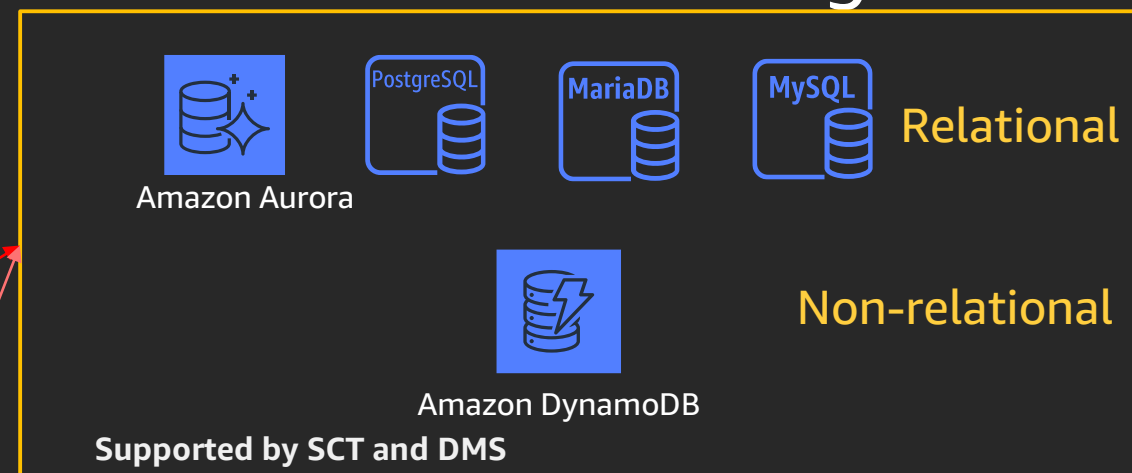 PostgreSQL
MariaDB
MySQL
Relational
Amazon Aurora
Non-relational
Amazon DynamoDB
Supported by SCT and DMS